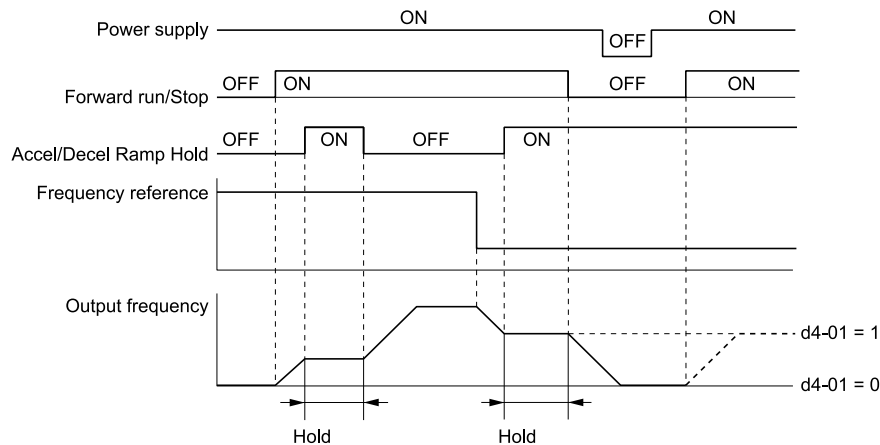 ON
ON
Power supply
OFF
OFF
ON
OFF
ON
Forward run/Stop
OFF
ON
OFF
ON
Accel/Decel Ramp Hold
Frequency reference
Output frequency
d4-01 = 1
d4-01 = 0
Hold
Hold